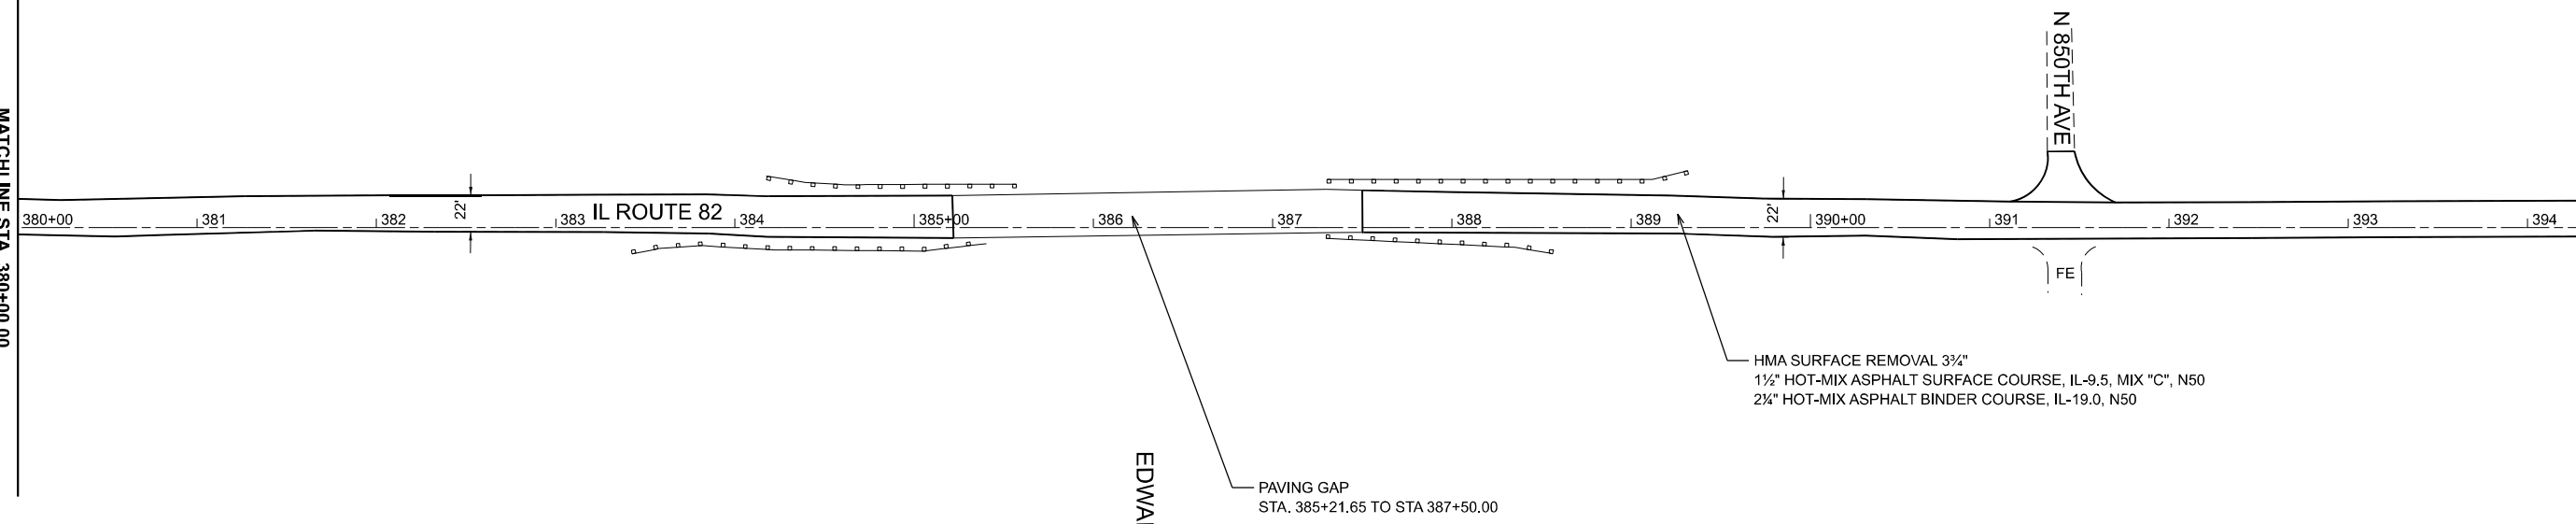 N 850TH AVE
MATCHLINE STA. 380+00.00
22'
IL ROUTE 82
22'
380+00
381
382
383
384
385+00
386
387
388
389
390+00
391
392
393
394
FE
HMA SURFACE REMOVAL 3¾"
1½" HOT-MIX ASPHALT SURFACE COURSE, IL-9.5, MIX "C", N50
2¼" HOT-MIX ASPHALT BINDER COURSE, IL-19.0, N50
PAVING GAP
STA. 385+21.65 TO STA 387+50.00